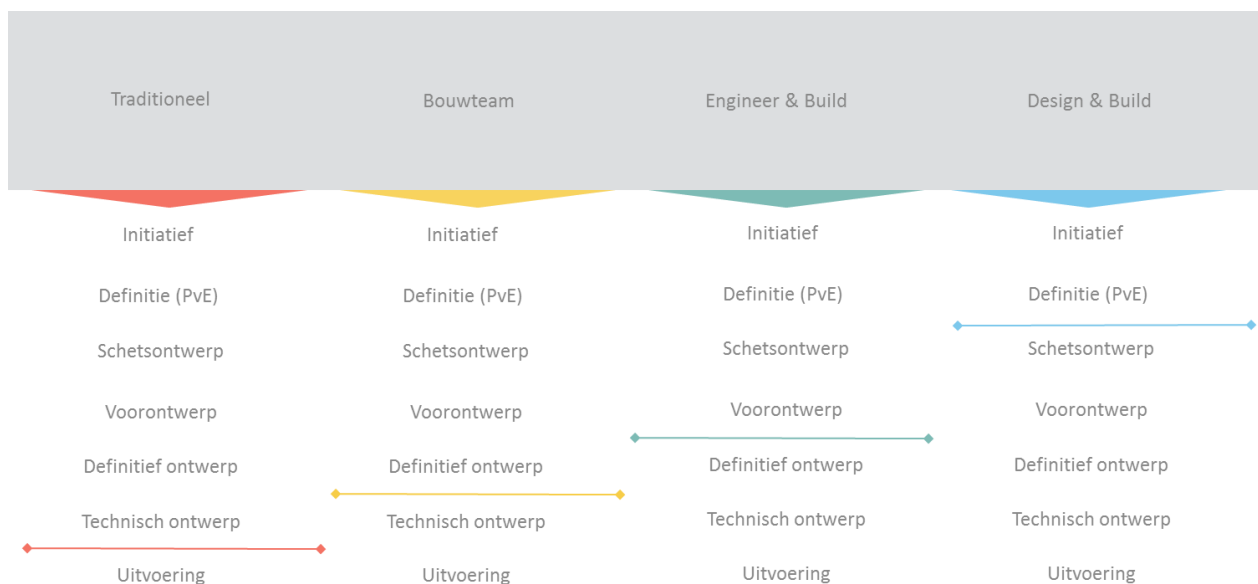 Traditioneel
Bouwteam
Engineer & Build
Design & Build
Initiatief
Initiatief
Initiatief
Initiatief
Definitie (PvE)
Definitie (PvE)
Definitie (PvE)
Definitie (PvE)
Schetsontwerp
Schetsontwerp
Schetsontwerp
Schetsontwerp
Voorontwerp
Voorontwerp
Voorontwerp
Voorontwerp
Definitief ontwerp
Definitief ontwerp
Definitief ontwerp
Definitief ontwerp
Technisch ontwerp
Technisch ontwerp
Technisch ontwerp
Technisch ontwerp
Uitvoering
Uitvoering
Uitvoering
Uitvoering